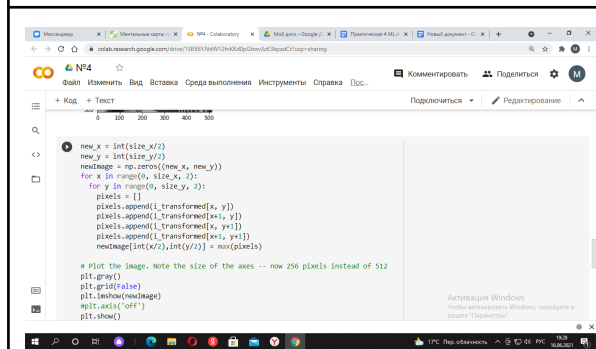 Мессенджер
Ментальные карты
№4 - Colaboratory
Мой диск – Google Д
Практическая 4 ML.d
Новый документ - G
colab.research.google.com/drive/
CO
№4
Файл Изменить Вид Вставка Среда выполнения Инструменты Справка Пос...
Комментировать
Поделиться
M
+ Код + Текст
Подключиться
Редактирование
500
0 100 200 300 400 500
new_x = int(size_x/2)
new_y = int(size_y/2)
newImage = np.zeros((new_x, new_y))
for x in range(0, size_x, 2):
  for y in range(0, size_y, 2):
    pixels = []
    pixels.append(i_transformed[x, y])
    pixels.append(i_transformed[x+1, y])
    pixels.append(i_transformed[x, y+1])
    pixels.append(i_transformed[x+1, y+1])
    newImage[int(x/2),int(y/2)] = max(pixels)
# Plot the image. Note the size of the axes -- now 256 pixels instead of 512
plt.gray()
plt.grid(False)
plt.imshow(newImage)
#plt.axis('off')
plt.show()
Активация Windows
Чтобы активировать Windows, перейдите в
раздел "Параметры".
17°C Пер. облачность
РУС
19:28
16.06.2021